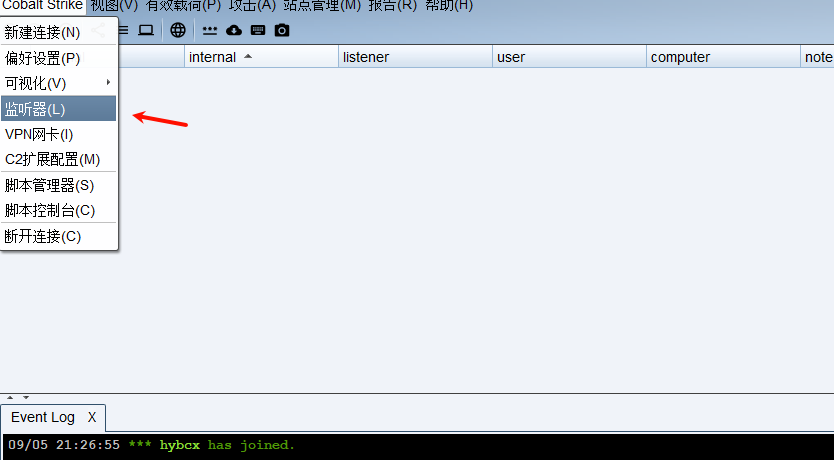 Cobalt Strike 视图(V) 有效载荷(P) 攻击(A) 站点管理(M) 报告(R) 帮助(H)
新建连接(N)
偏好设置(P)
可视化(V)
监听器(L)
VPN网卡(I)
C2扩展配置(M)
脚本管理器(S)
脚本控制台(C)
断开连接(C)
internal listener user computer note
Event Log X
09/05 21:26:55 *** hybcx has joined.